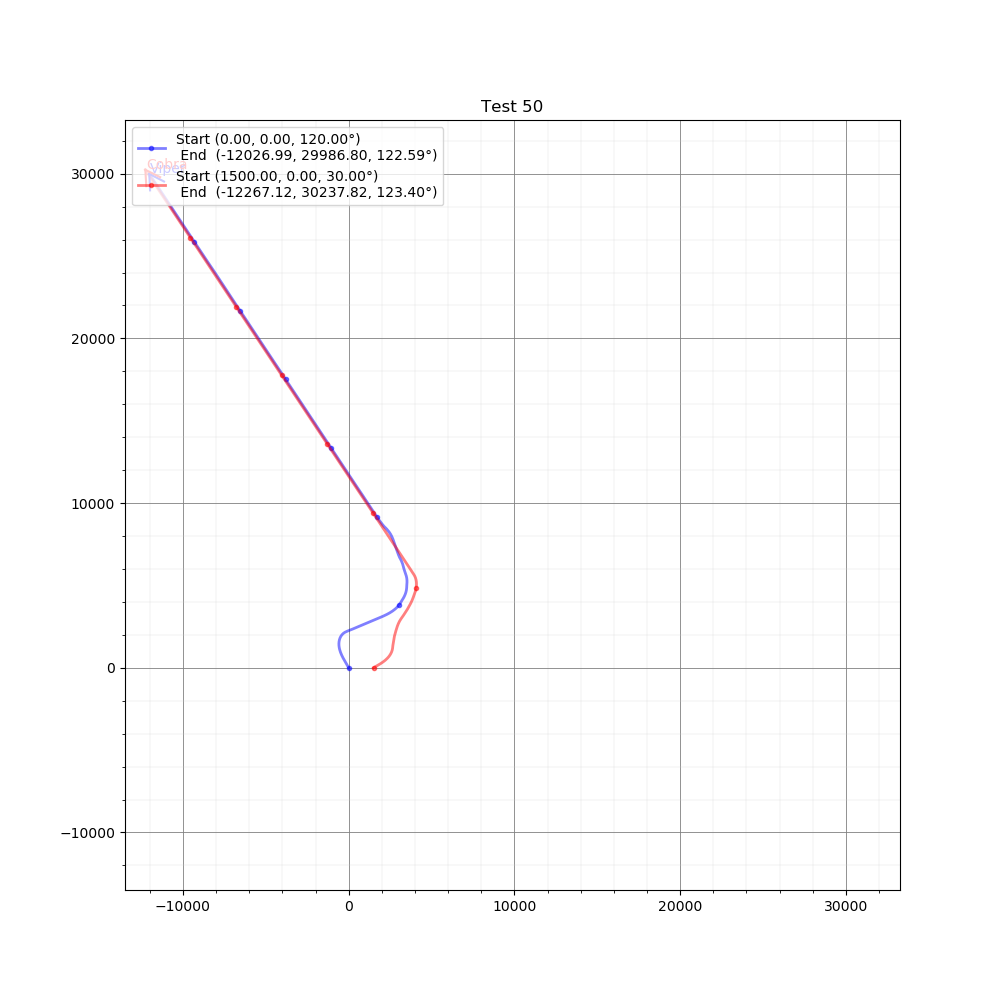 Test 50
Start (0.00, 0.00, 120.00°)
End (-12026.99, 29986.80, 122.59°)
Start (1500.00, 0.00, 30.00°)
End (-12267.12, 30237.82, 123.40°)
Cobra
Viper
30000
20000
10000
0
−10000
−10000
0
10000
20000
30000